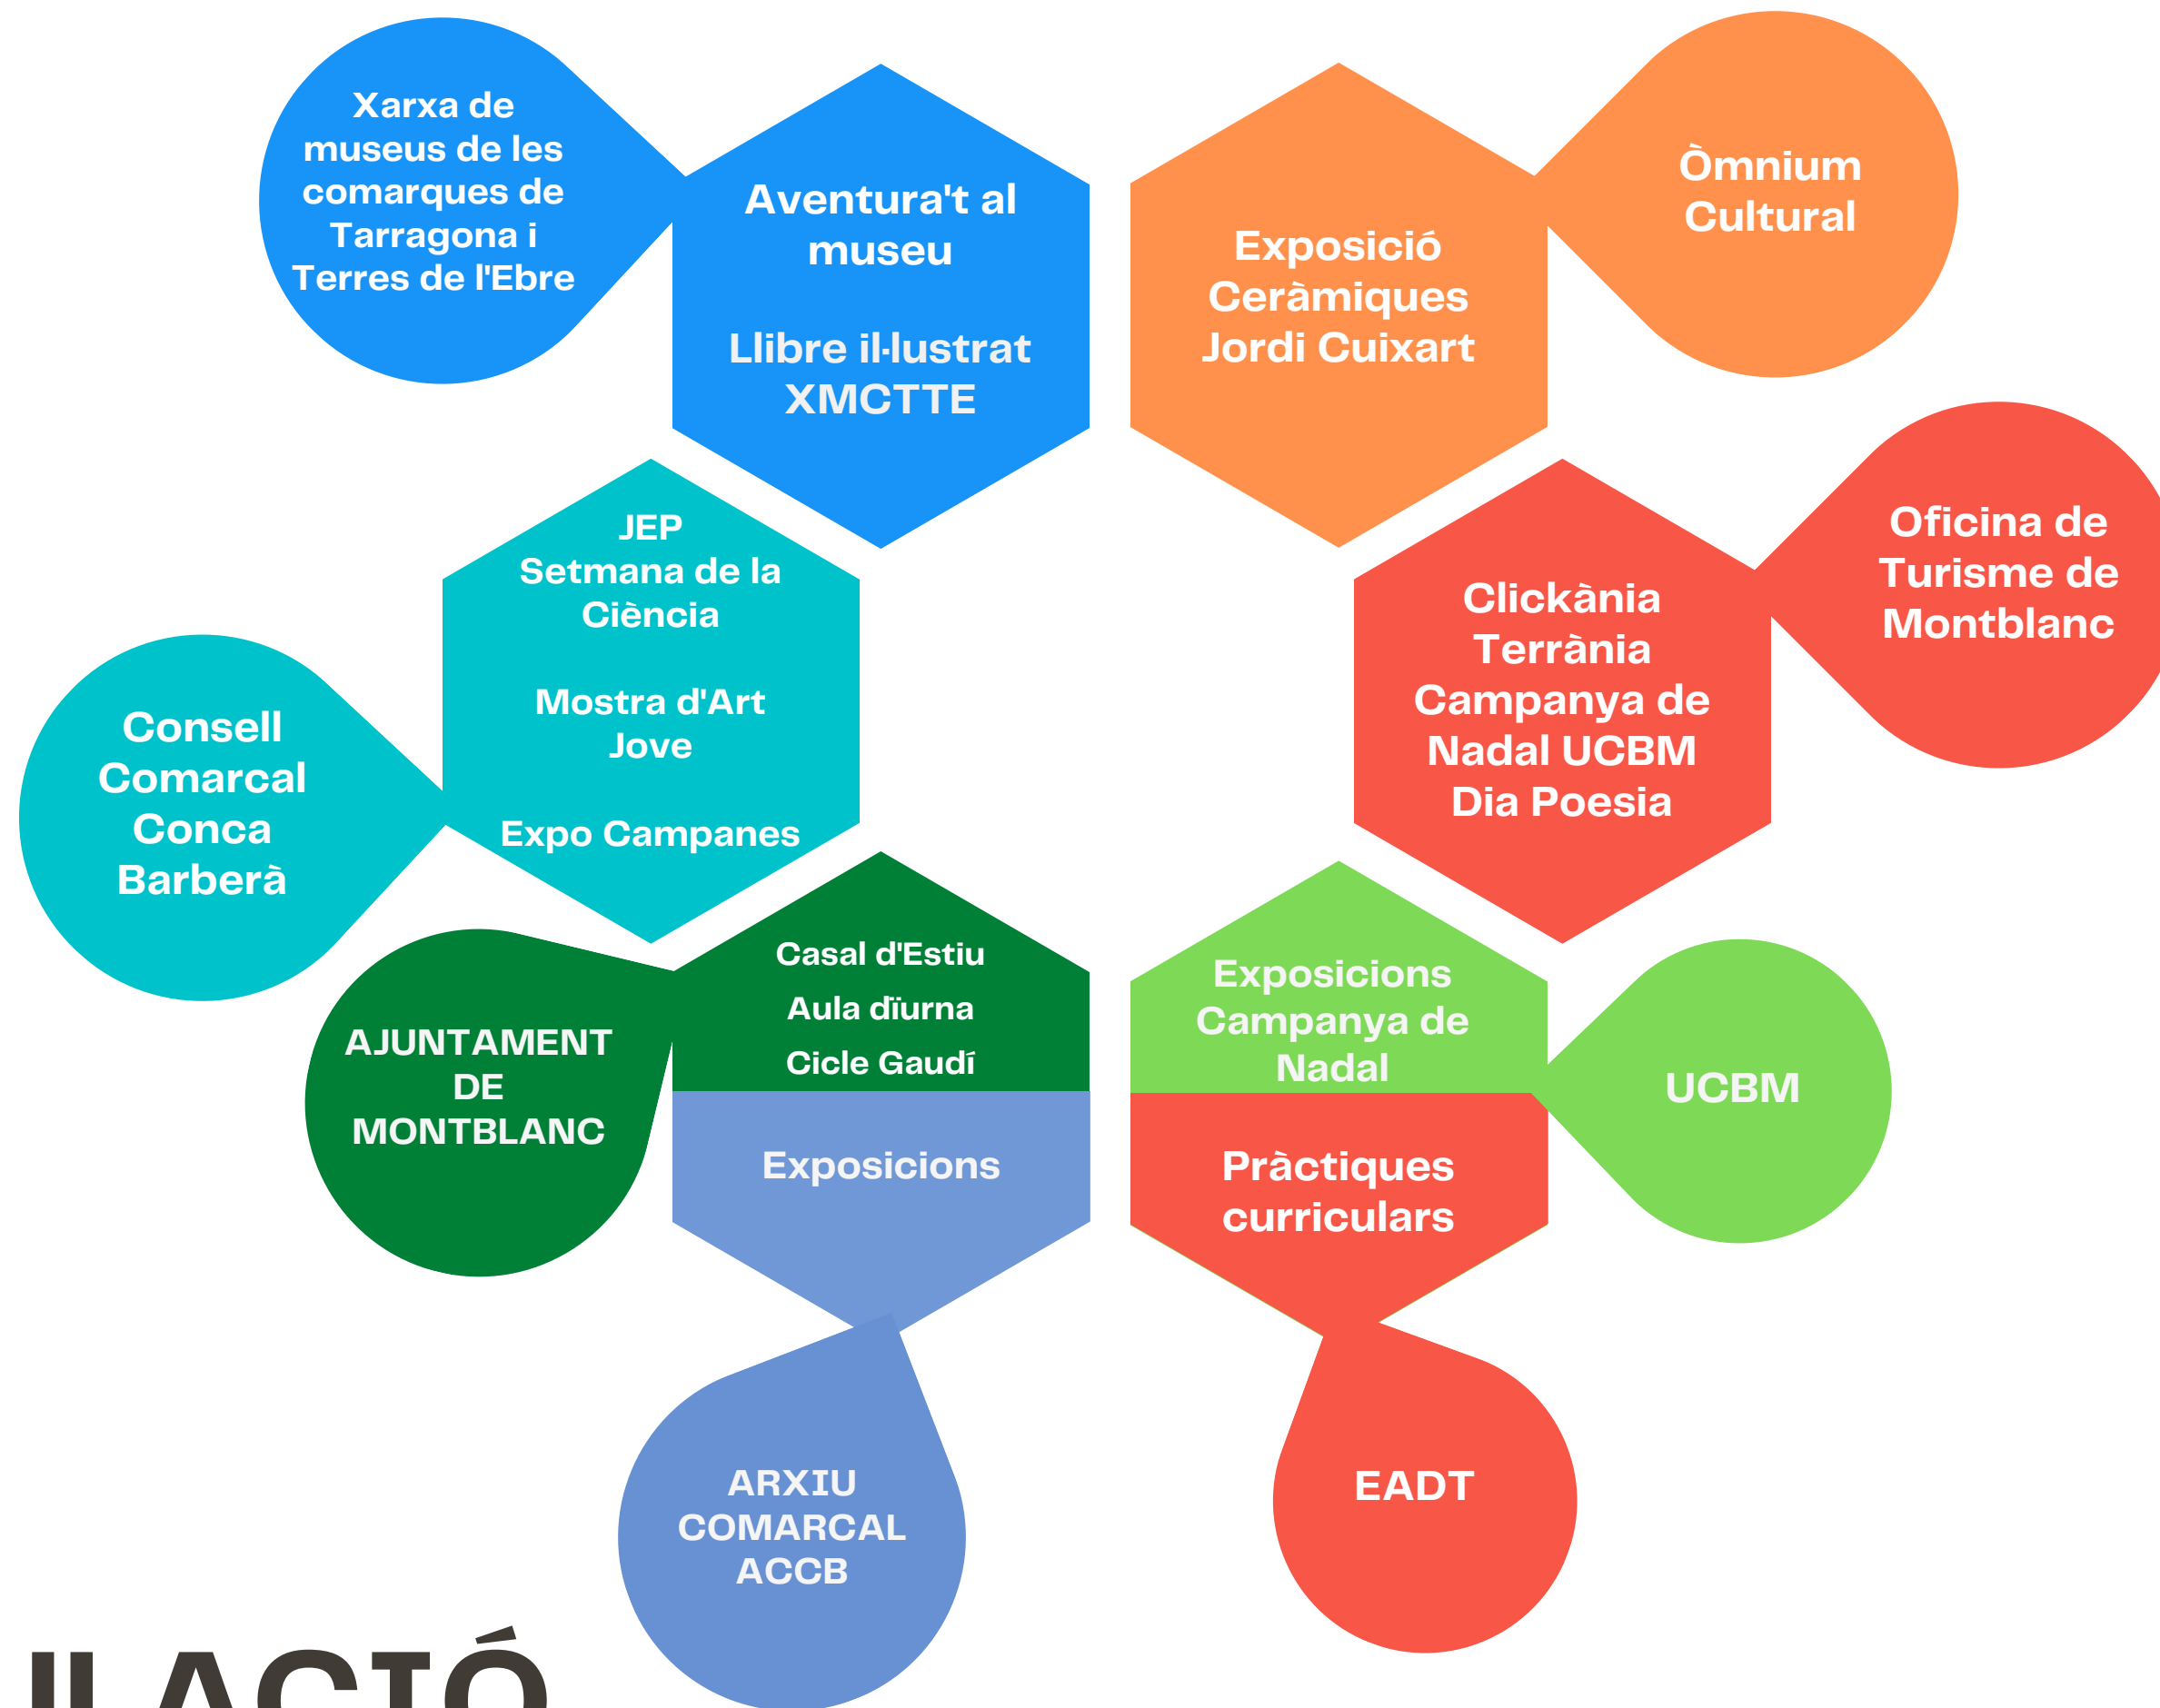 Xarxa de
museus de les
comarques de
Tarragona i
Terres de l'Ebre
Aventura't al
museu
Llibre il·lustrat
XMCTTE
Exposició
Ceràmiques
Jordi Cuixart
Òmnium
Cultural
JEP
Setmana de la
Ciència
Mostra d'Art
Jove
Expo Campanes
Consell
Comarcal
Conca
Barberà
Clickània
Terrània
Campanya de
Nadal UCBM
Dia Poesia
Oficina de
Turisme de
Montblanc
AJUNTAMENT
DE
MONTBLANC
Casal d'Estiu
Aula dïurna
Cicle Gaudí
Exposicions
Exposicions
Campanya de
Nadal
Pràctiques
curriculars
UCBM
ARXIU
COMARCAL
ACCB
EADT